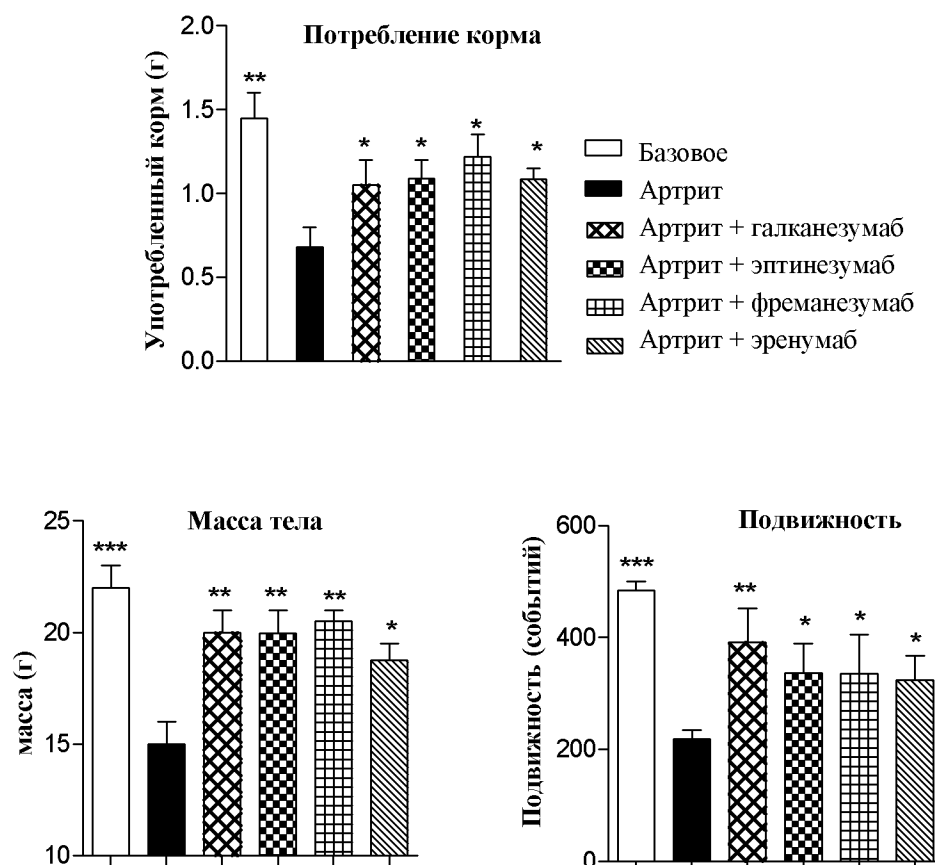 Потребление корма
Употребленный корм (г)
2.0
1.5
1.0
0.5
0.0
**
*
*
*
*
Базовое
Артрит
Артрит + галканезумаб
Артрит + эптинезумаб
Артрит + фреманезумаб
Артрит + эренумаб
Масса тела
масса (г)
25
20
15
10
***
**
**
**
*
Подвижность
Подвижность (событий)
600
400
200
0
***
**
*
*
*